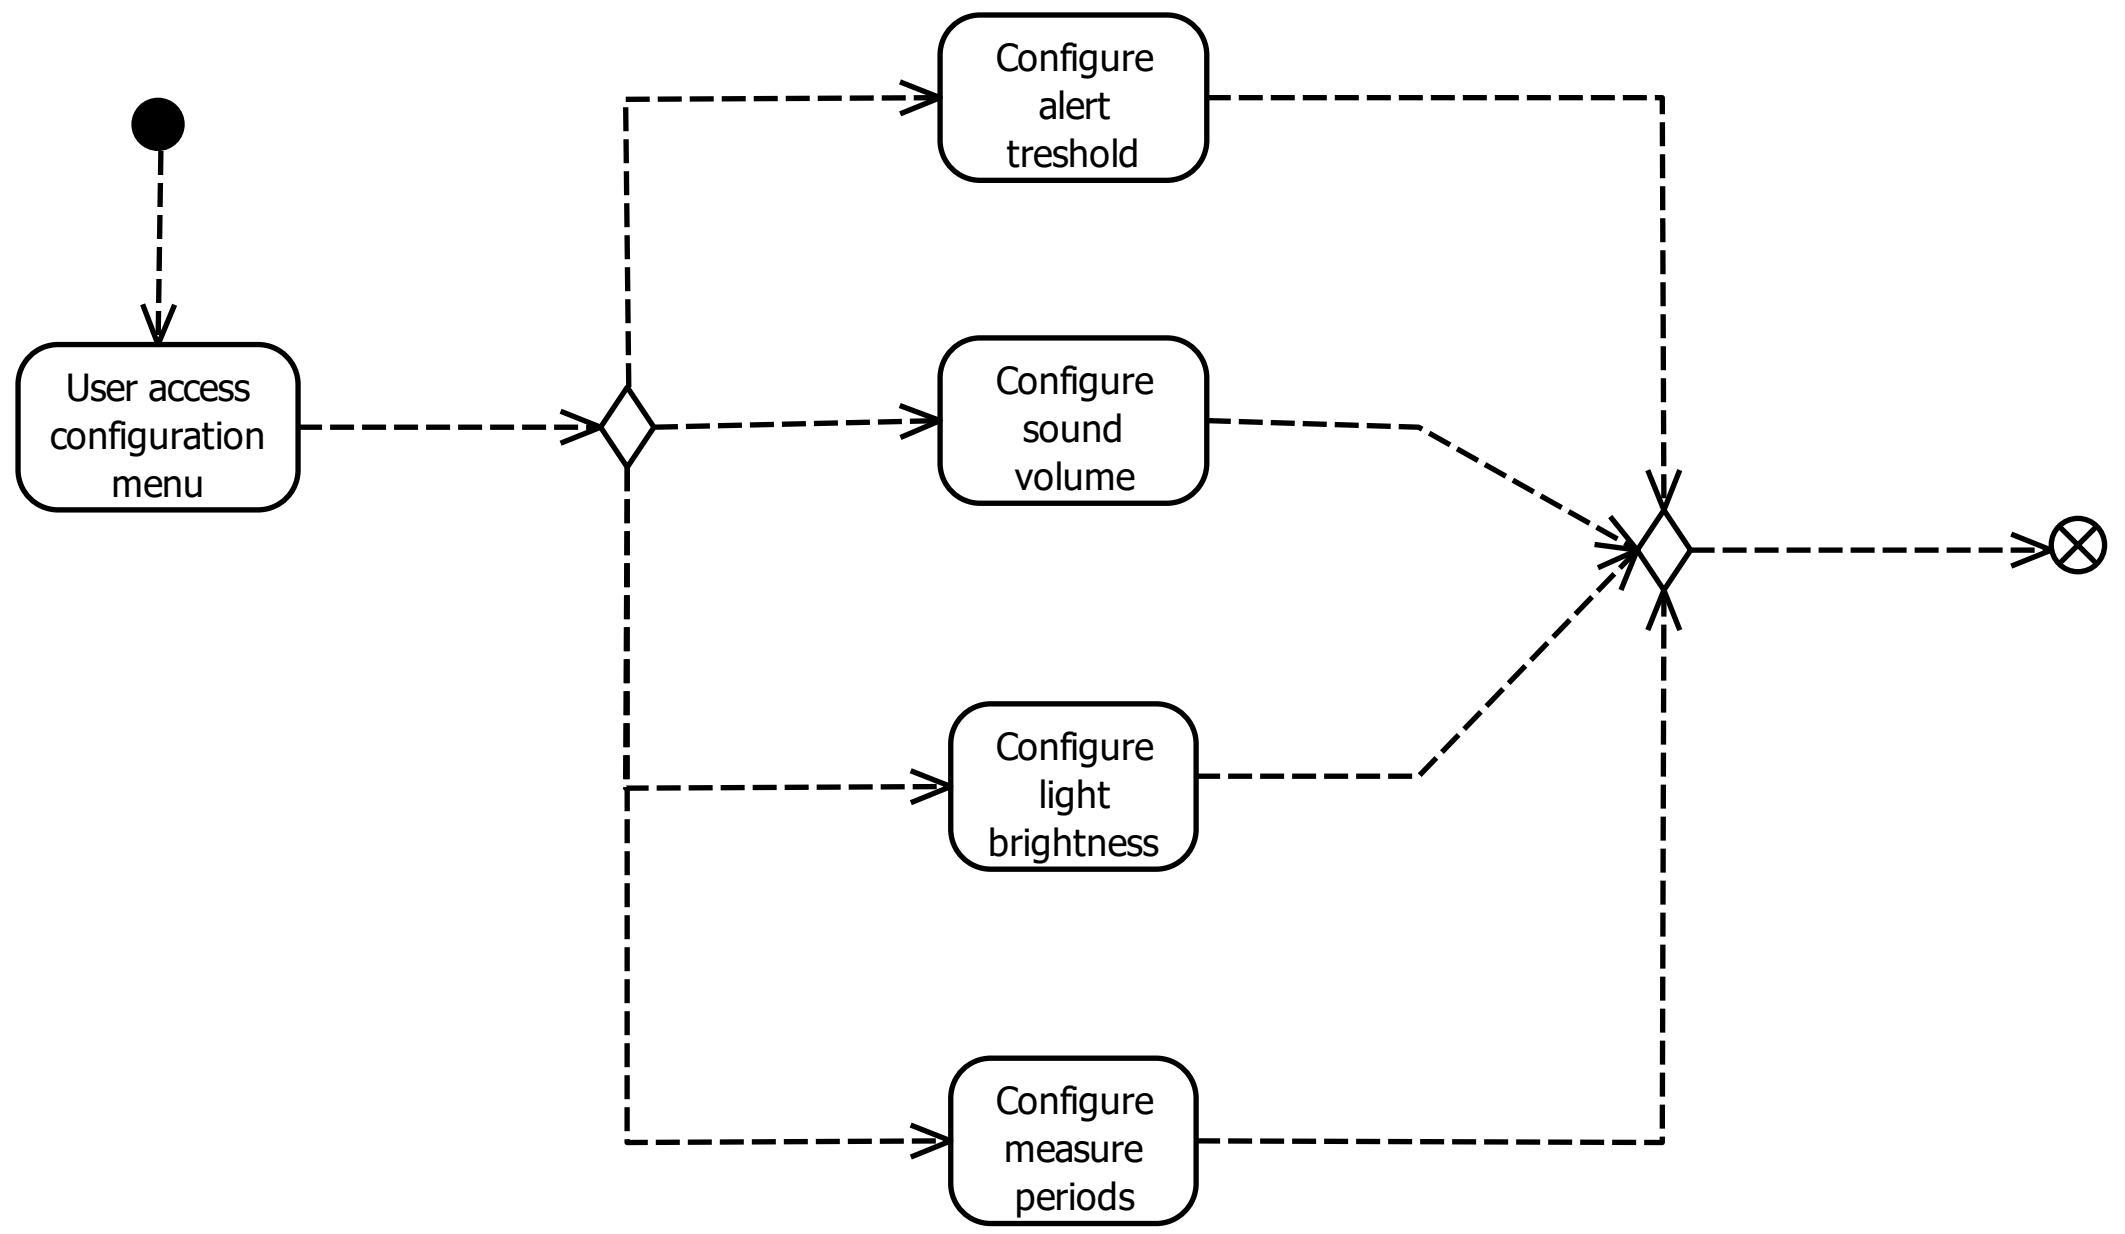 Configure
alert
treshold
User access
configuration
menu
Configure
sound
volume
Configure
light
brightness
Configure
measure
periods